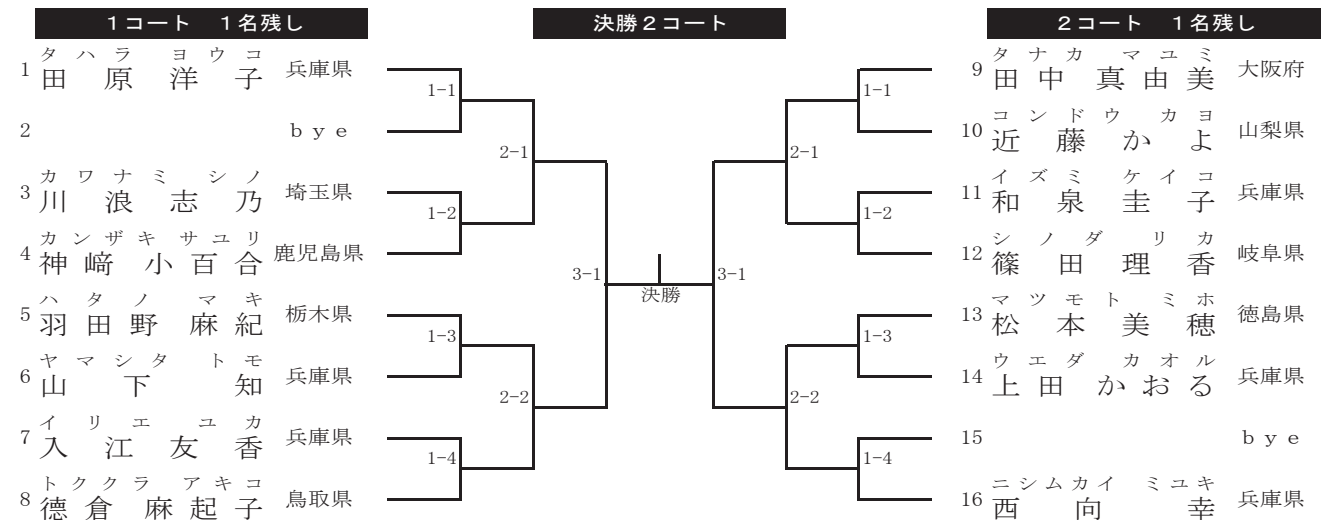 １コート　１名残し
決勝２コート
２コート　１名残し
タハラ ヨウコ
1 田原 洋子 兵庫県
2 ｂｙｅ
カワナミ シノ
3 川浪 志乃 埼玉県
カンザキ サユリ
4 神﨑 小百合 鹿児島県
ハタノ マキ
5 羽田野 麻紀 栃木県
ヤマシタ トモ
6 山下 知 兵庫県
イリエ ユカ
7 入江 友香 兵庫県
トククラ アキコ
8 德倉 麻起子 鳥取県
1-1
1-2
1-3
1-4
2-1
2-2
3-1
決勝
3-1
2-1
2-2
1-1
1-2
1-3
1-4
タナカ マユミ
9 田中 真由美 大阪府
コンドウ カヨ
10 近藤 かよ 山梨県
イズミ ケイコ
11 和泉 圭子 兵庫県
シノダ リカ
12 篠田 理香 岐阜県
マツモト ミホ
13 松本 美穂 徳島県
ウエダ カオル
14 上田 かおる 兵庫県
15 ｂｙｅ
ニシムカイ ミユキ
16 西向 幸 兵庫県